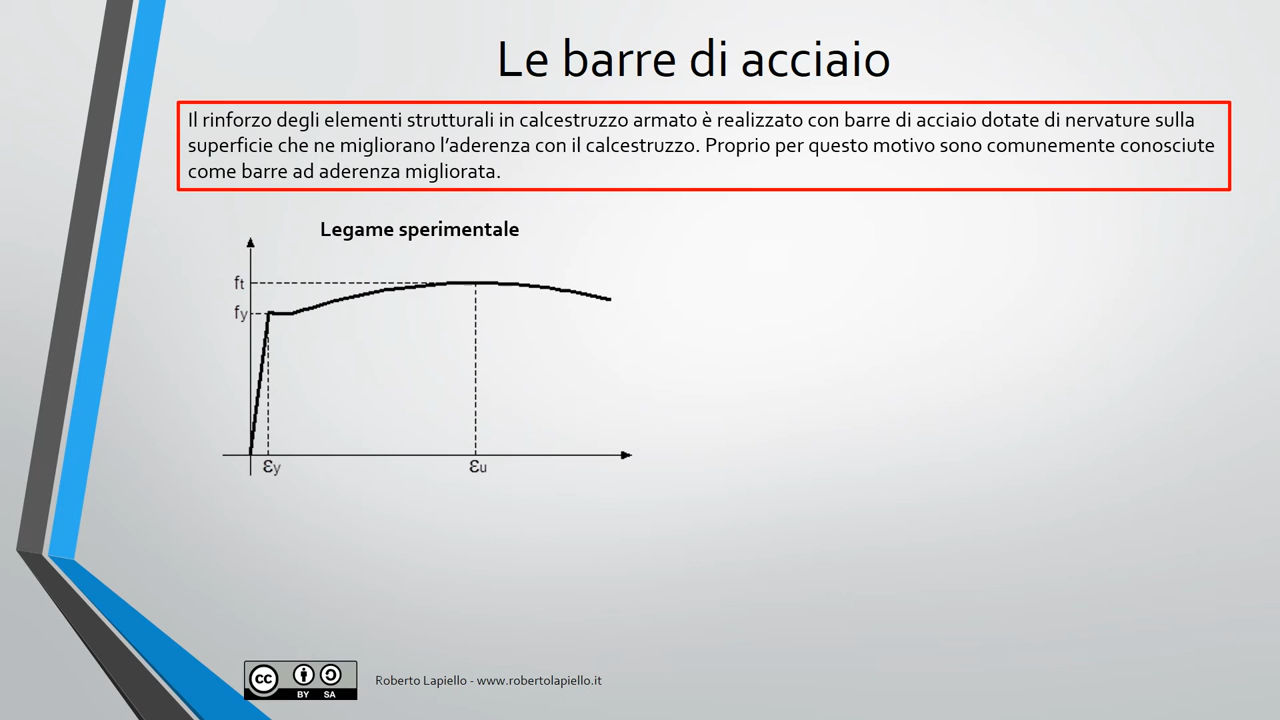 Le barre di acciaio
Il rinforzo degli elementi strutturali in calcestruzzo armato è realizzato con barre di acciaio dotate di nervature sulla
superficie che ne migliorano l'aderenza con il calcestruzzo. Proprio per questo motivo sono comunemente conosciute
come barre ad aderenza migliorata.
Legame sperimentale
ft
fy
εy
εu
cc
BY SA
Roberto Lapiello - www.robertolapiello.it